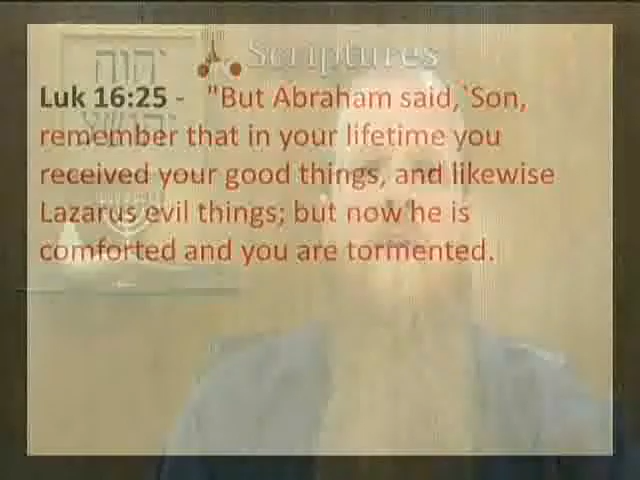 Scriptures
יהוה
Luk 16:25 - "But Abraham said,`Son,
remember that in your lifetime you
received your good things, and likewise
Lazarus evil things; but now he is
comforted and you are tormented.